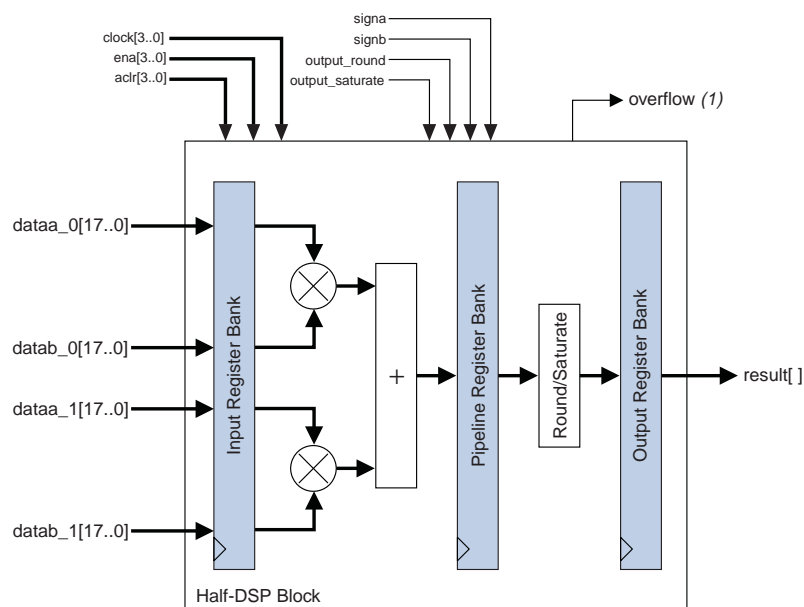 signa
clock[3..0]
signb
ena[3..0]
output_round
aclr[3..0]
output_saturate
overflow (1)
dataa_0[17..0]
datab_0[17..0]
dataa_1[17..0]
datab_1[17..0]
Input Register Bank
+
Pipeline Register Bank
Round/Saturate
Output Register Bank
result[ ]
Half-DSP Block